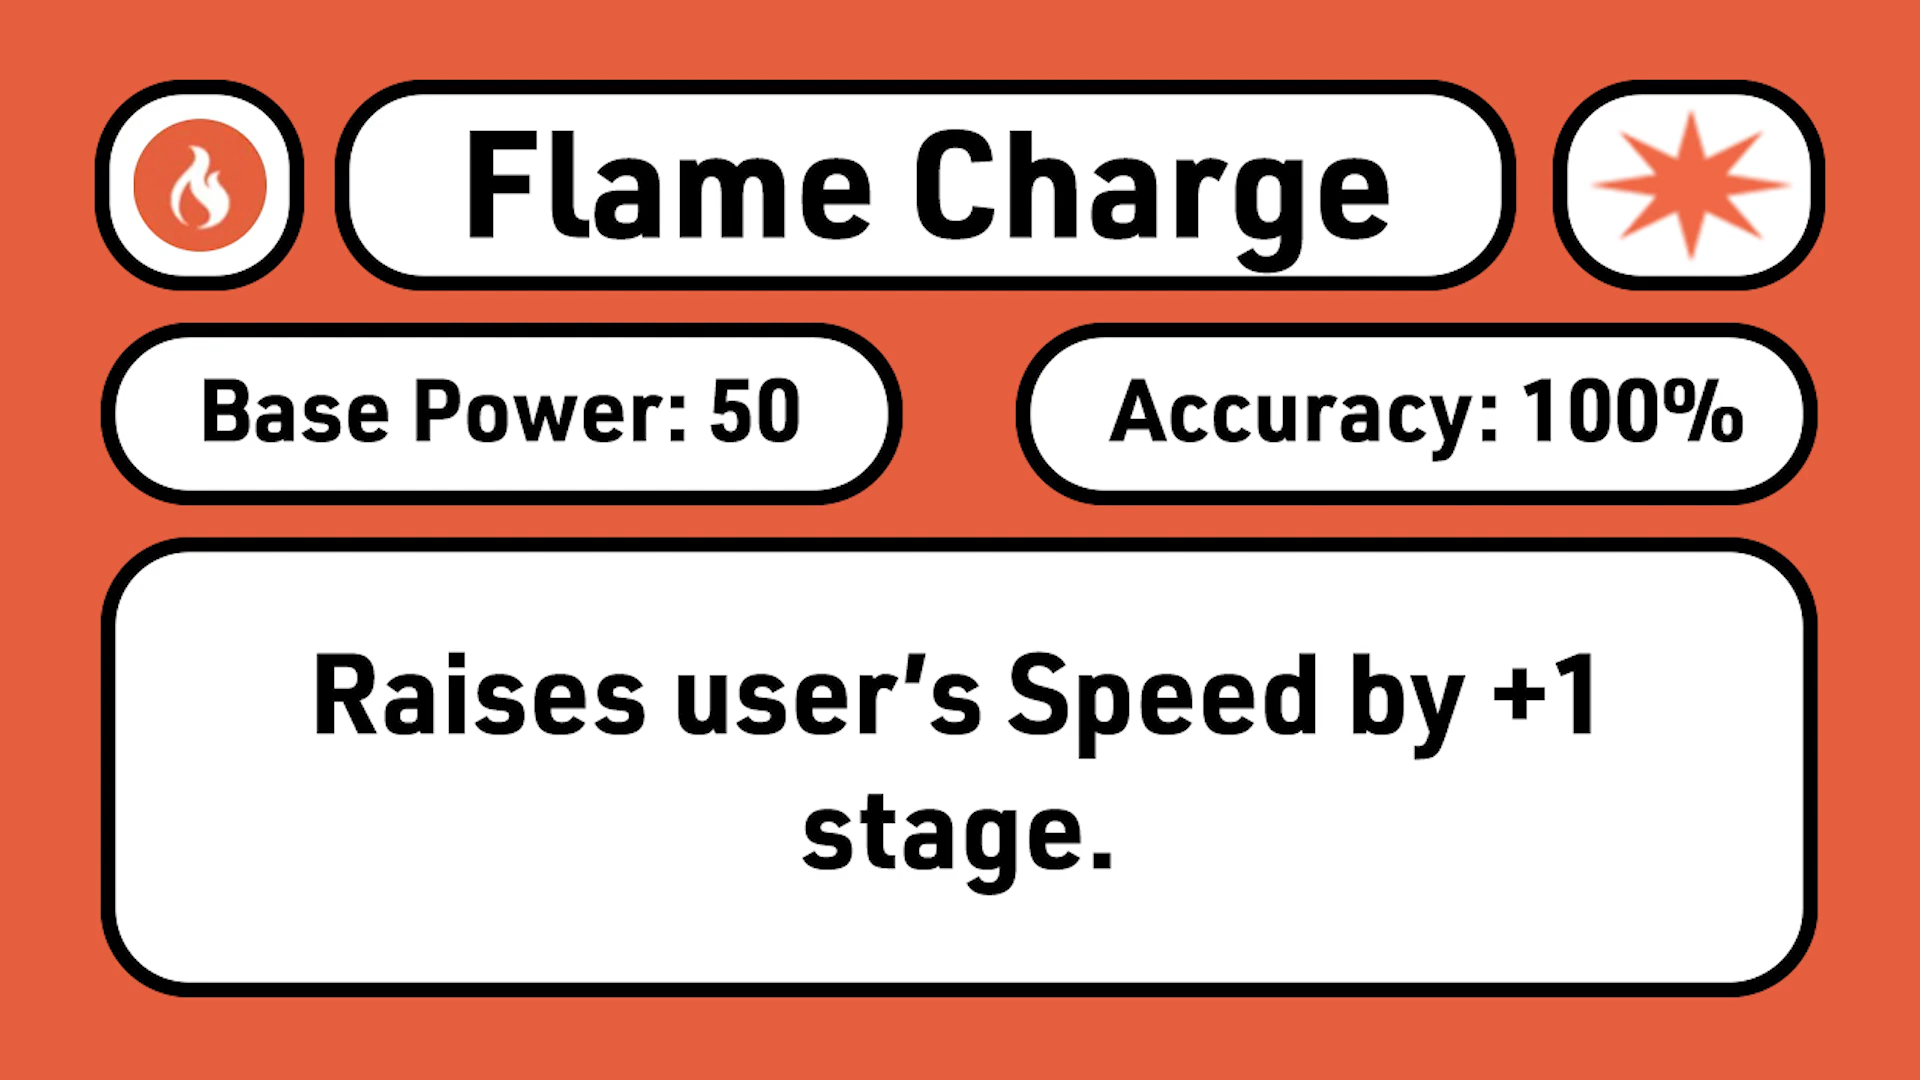 Flame Charge
Base Power: 50
Accuracy: 100%
Raises user’s Speed by +1
stage.